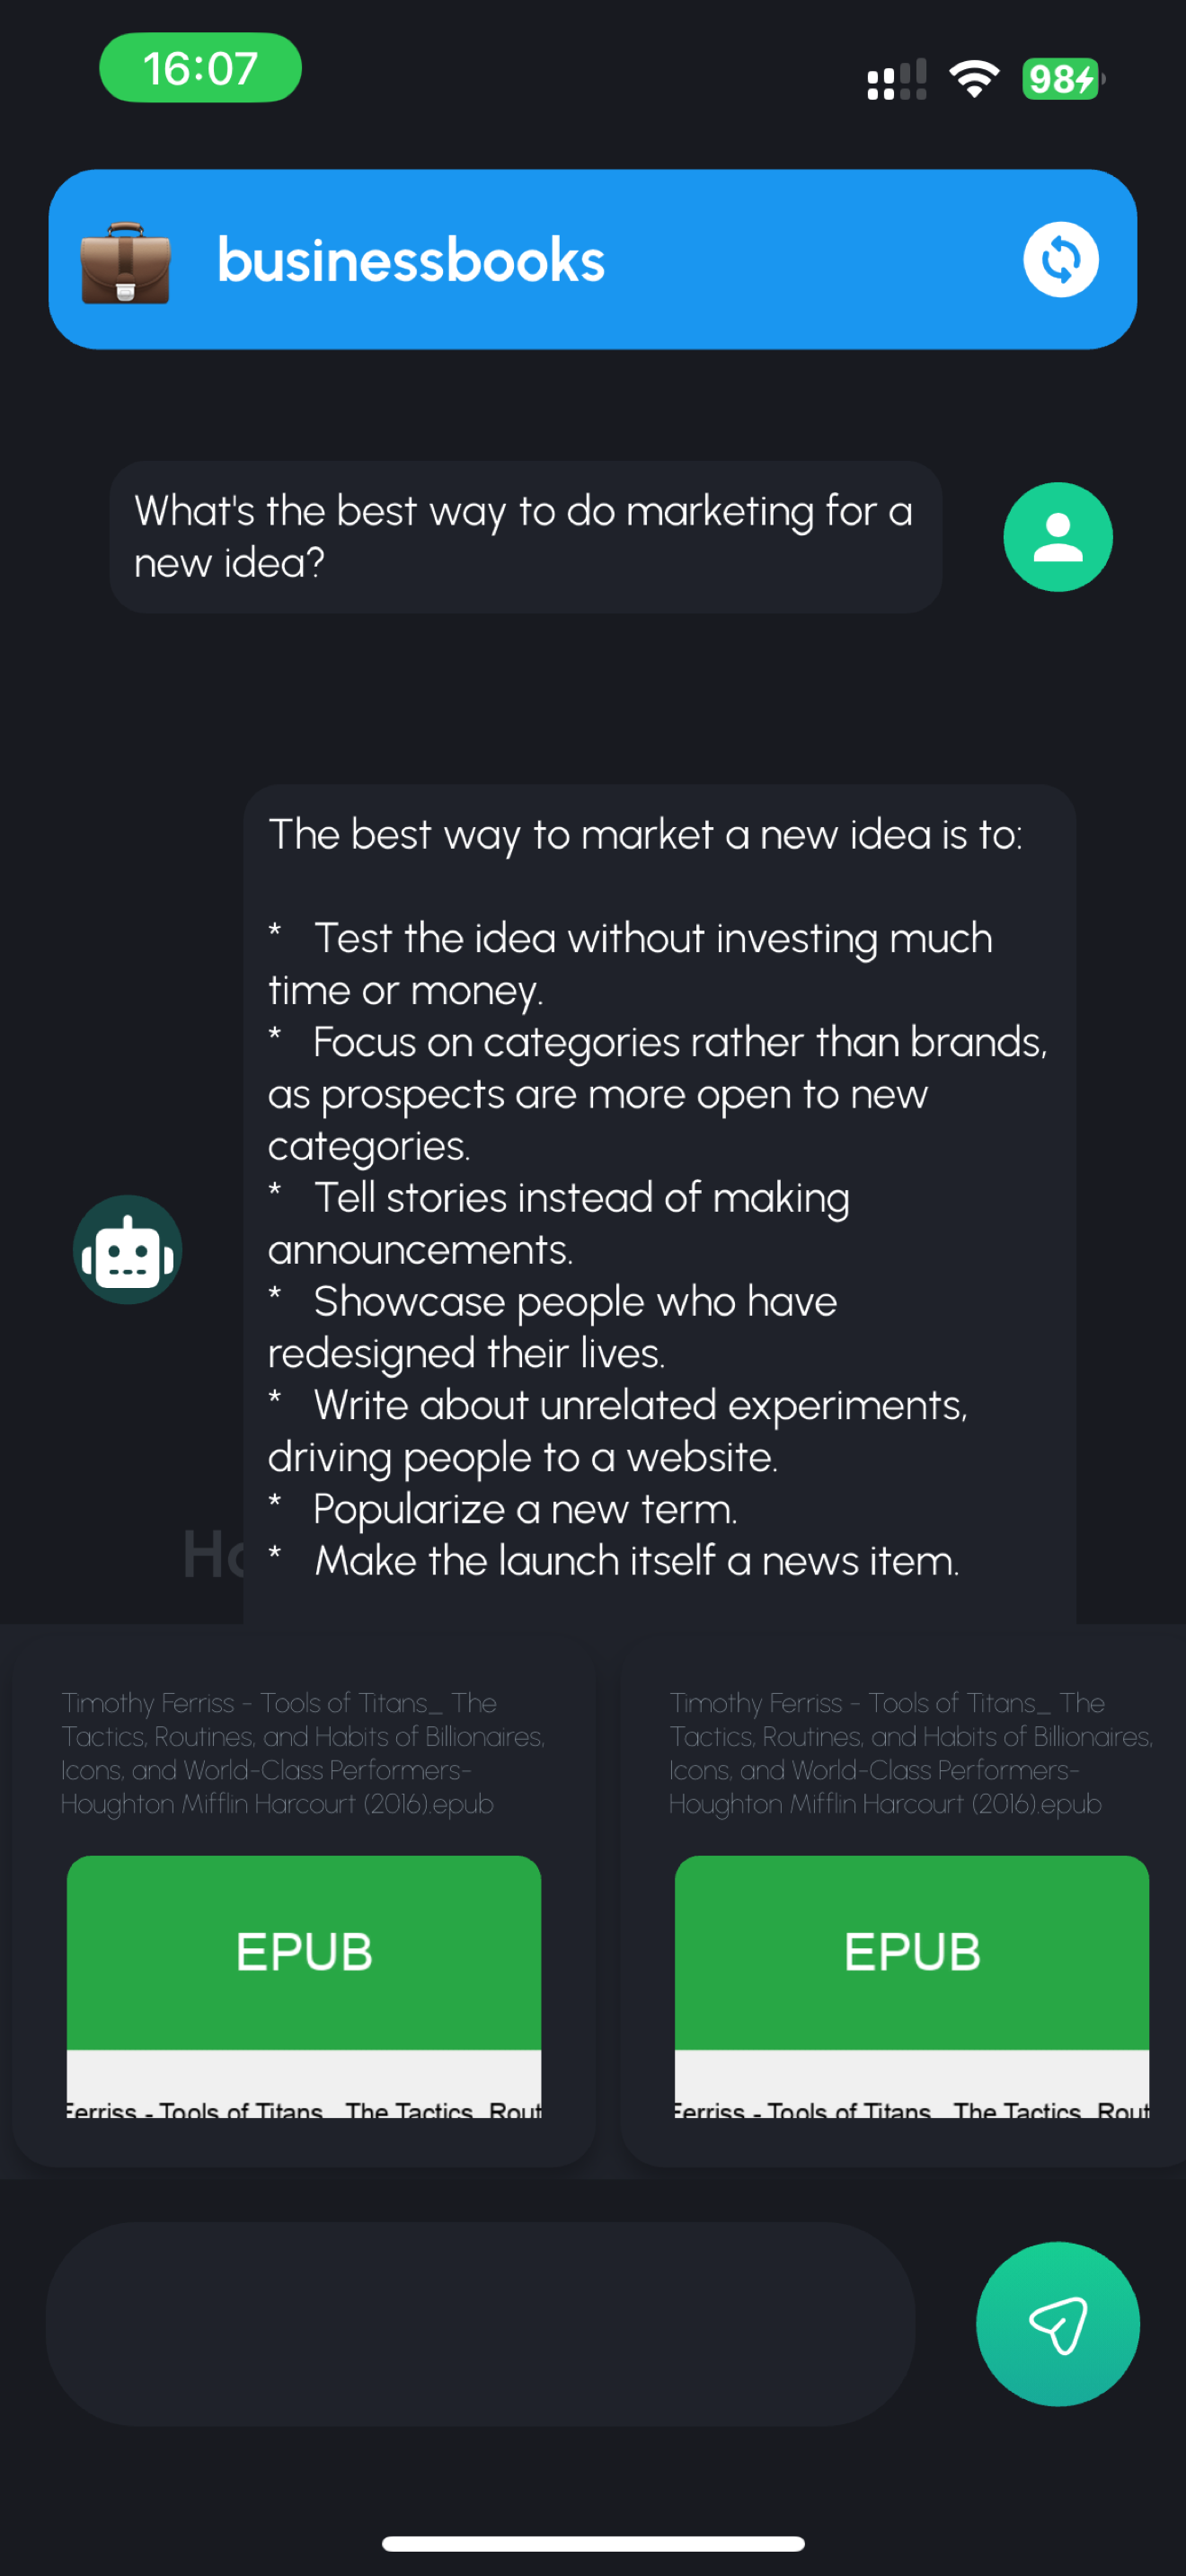 16:07
98
businessbooks
What's the best way to do marketing for a
new idea?
The best way to market a new idea is to:
* Test the idea without investing much
time or money.
* Focus on categories rather than brands,
as prospects are more open to new
categories.
* Tell stories instead of making
announcements.
* Showcase people who have
redesigned their lives.
* Write about unrelated experiments,
driving people to a website.
* Popularize a new term.
* Make the launch itself a news item.
Timothy Ferriss - Tools of Titans_ The
Tactics, Routines, and Habits of Billionaires,
Icons, and World-Class Performers-
Houghton Mifflin Harcourt (2016).epub
EPUB
Ferriss - Tools of Titans_ The Tactics, Rout
Timothy Ferriss - Tools of Titans_ The
Tactics, Routines, and Habits of Billionaires,
Icons, and World-Class Performers-
Houghton Mifflin Harcourt (2016).epub
EPUB
Ferriss - Tools of Titans_ The Tactics, Rout